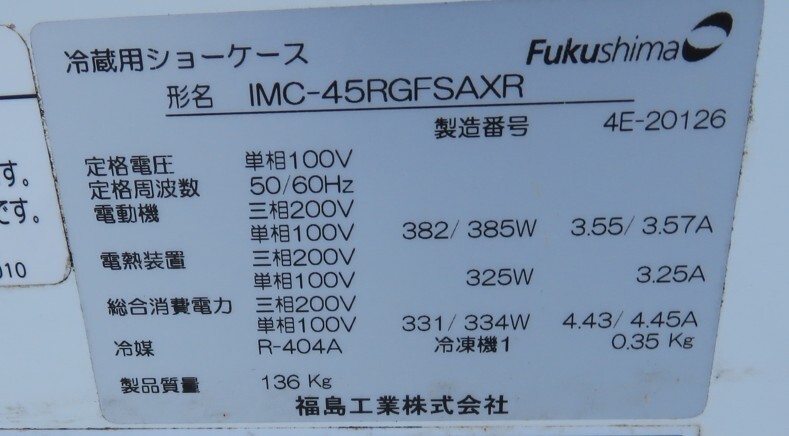 Fukushima
冷蔵用ショーケース
形名 IMC-45RGFSAXR
製造番号 4E-20126
定格電圧 単相100V
定格周波数 50/60Hz
電動機 三相200V
単相100V 382/ 385W 3.55/ 3.57A
電熱装置 三相200V
単相100V 325W 3.25A
総合消費電力 三相200V
単相100V 331/ 334W 4.43/ 4.45A
冷媒 R-404A 冷凍機1 0.35 Kg
製品質量 136 Kg
福島工業株式会社
す。
です。
010